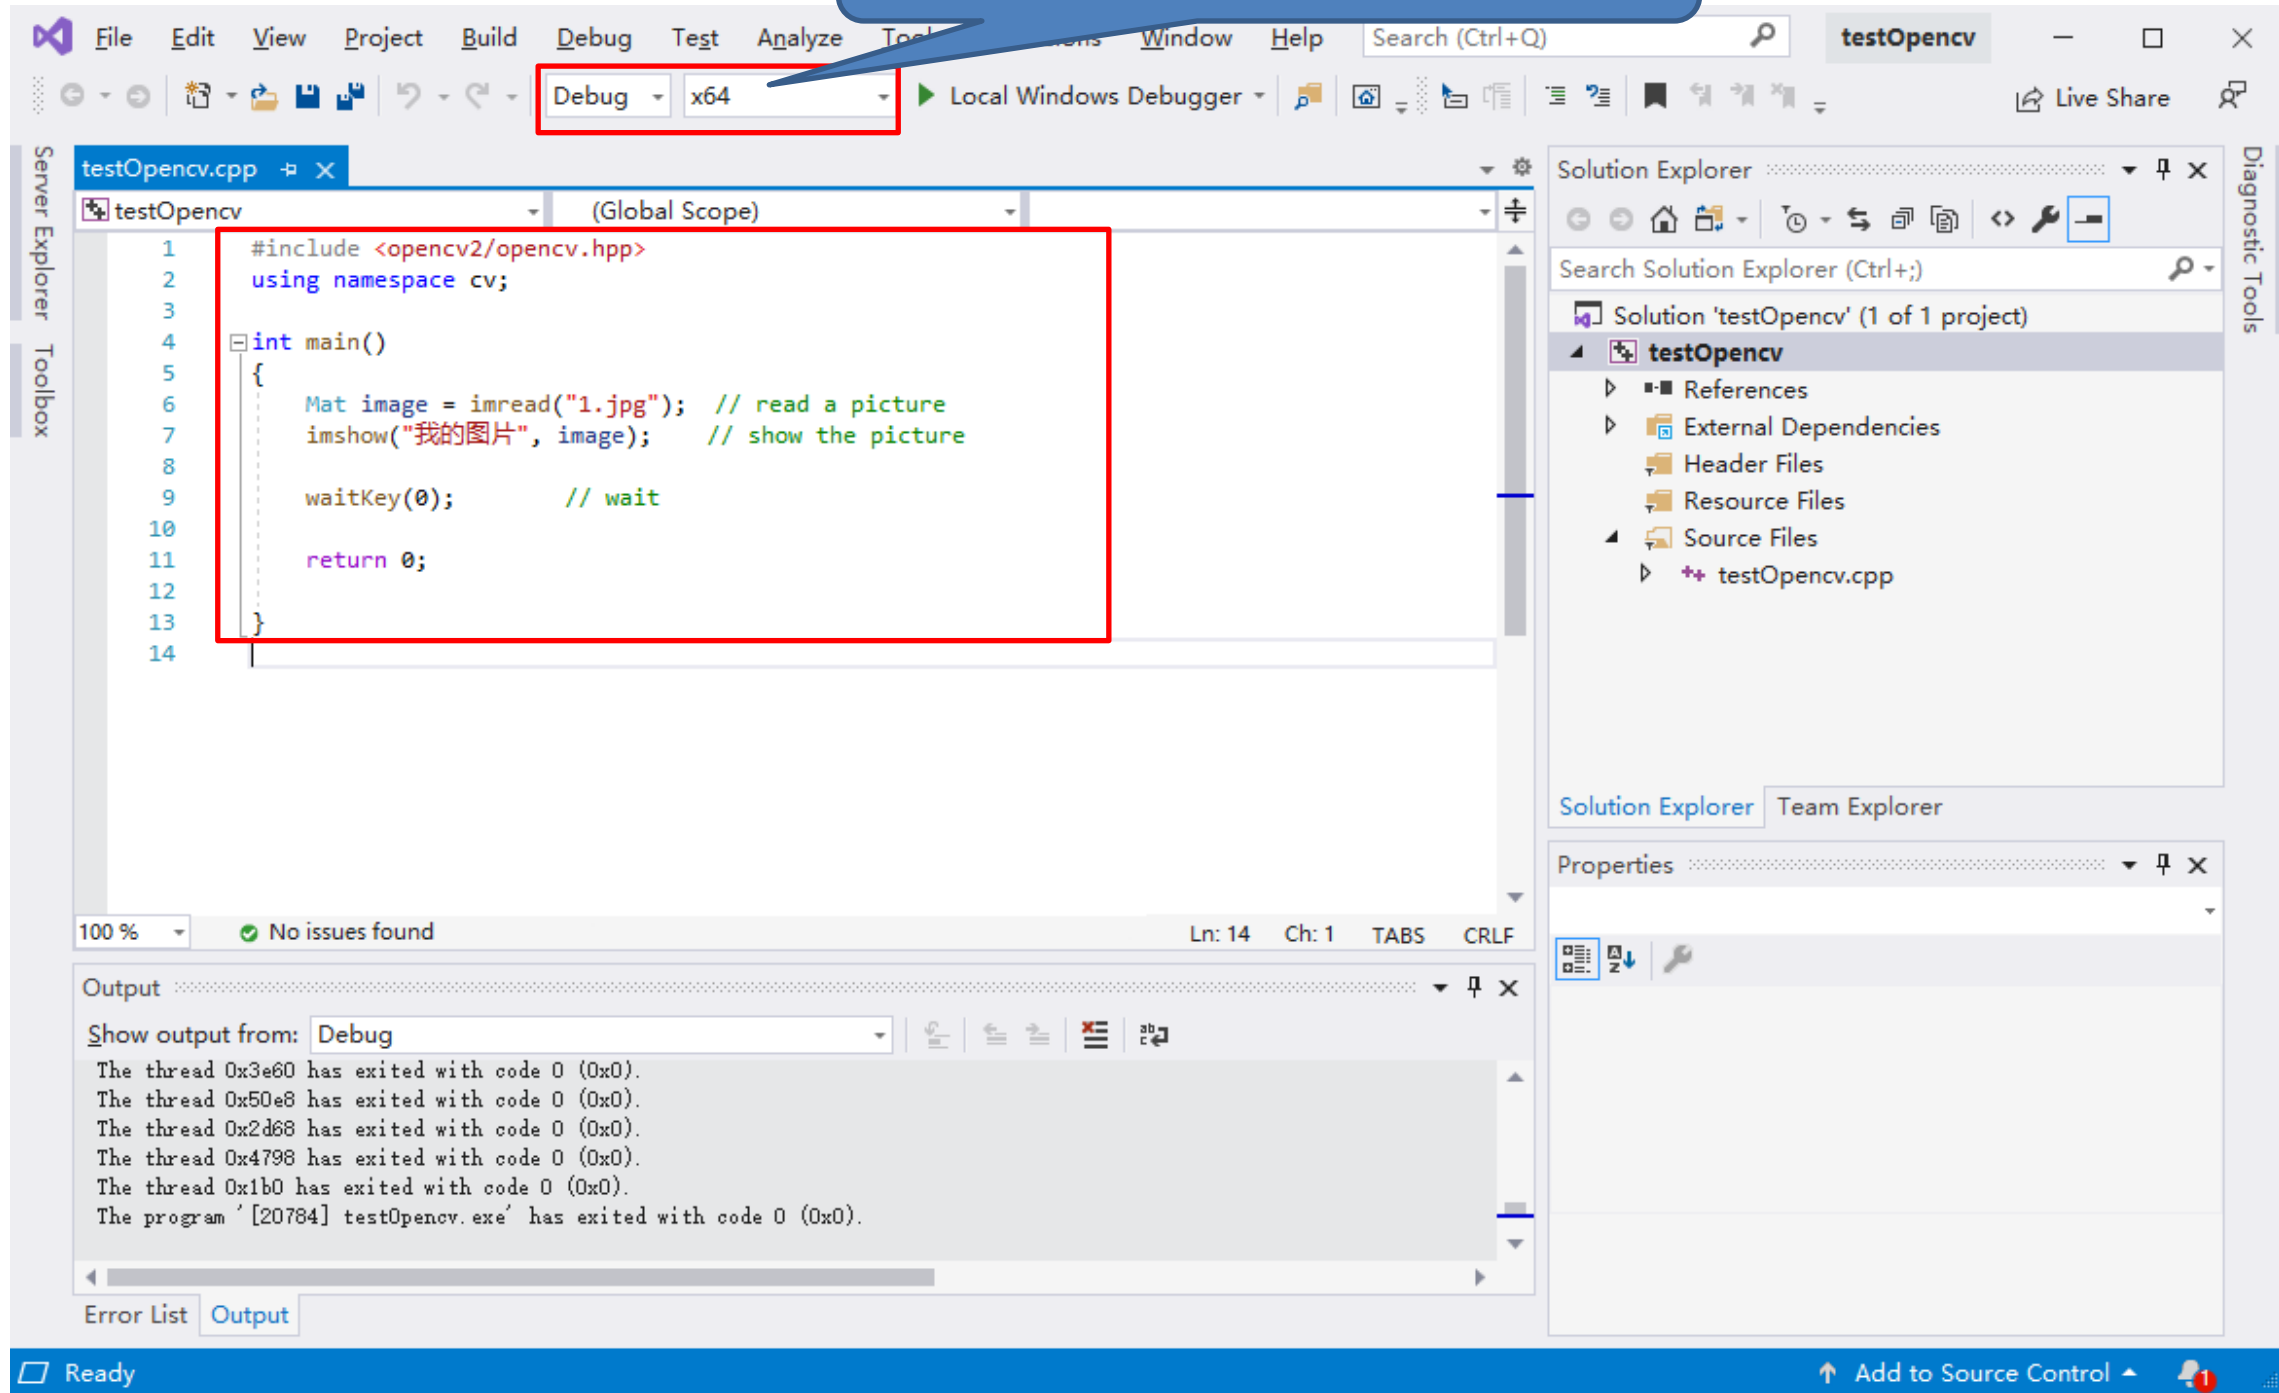 File Edit View Project Build Debug Test Analyze Window Help Search (Ctrl+Q) testOpencv
Debug x64 Local Windows Debugger Live Share
Server Explorer
Toolbox
testOpencv.cpp
testOpencv (Global Scope)
1 #include <opencv2/opencv.hpp>
2 using namespace cv;
3
4 int main()
5 {
6 Mat image = imread("1.jpg"); // read a picture
7 imshow("我的图片", image); // show the picture
8
9 waitKey(0); // wait
10
11 return 0;
12
13 }
14
100 % No issues found Ln: 14 Ch: 1 TABS CRLF
Output
Show output from: Debug
The thread 0x3e60 has exited with code 0 (0x0).
The thread 0x50e8 has exited with code 0 (0x0).
The thread 0x2d68 has exited with code 0 (0x0).
The thread 0x4798 has exited with code 0 (0x0).
The thread 0x1b0 has exited with code 0 (0x0).
The program '[20784] testOpencv.exe' has exited with code 0 (0x0).
Error List Output
Solution Explorer
Search Solution Explorer (Ctrl+;)
Solution 'testOpencv' (1 of 1 project)
testOpencv
References
External Dependencies
Header Files
Resource Files
Source Files
testOpencv.cpp
Solution Explorer Team Explorer
Properties
Diagnostic Tools
Ready Add to Source Control 1